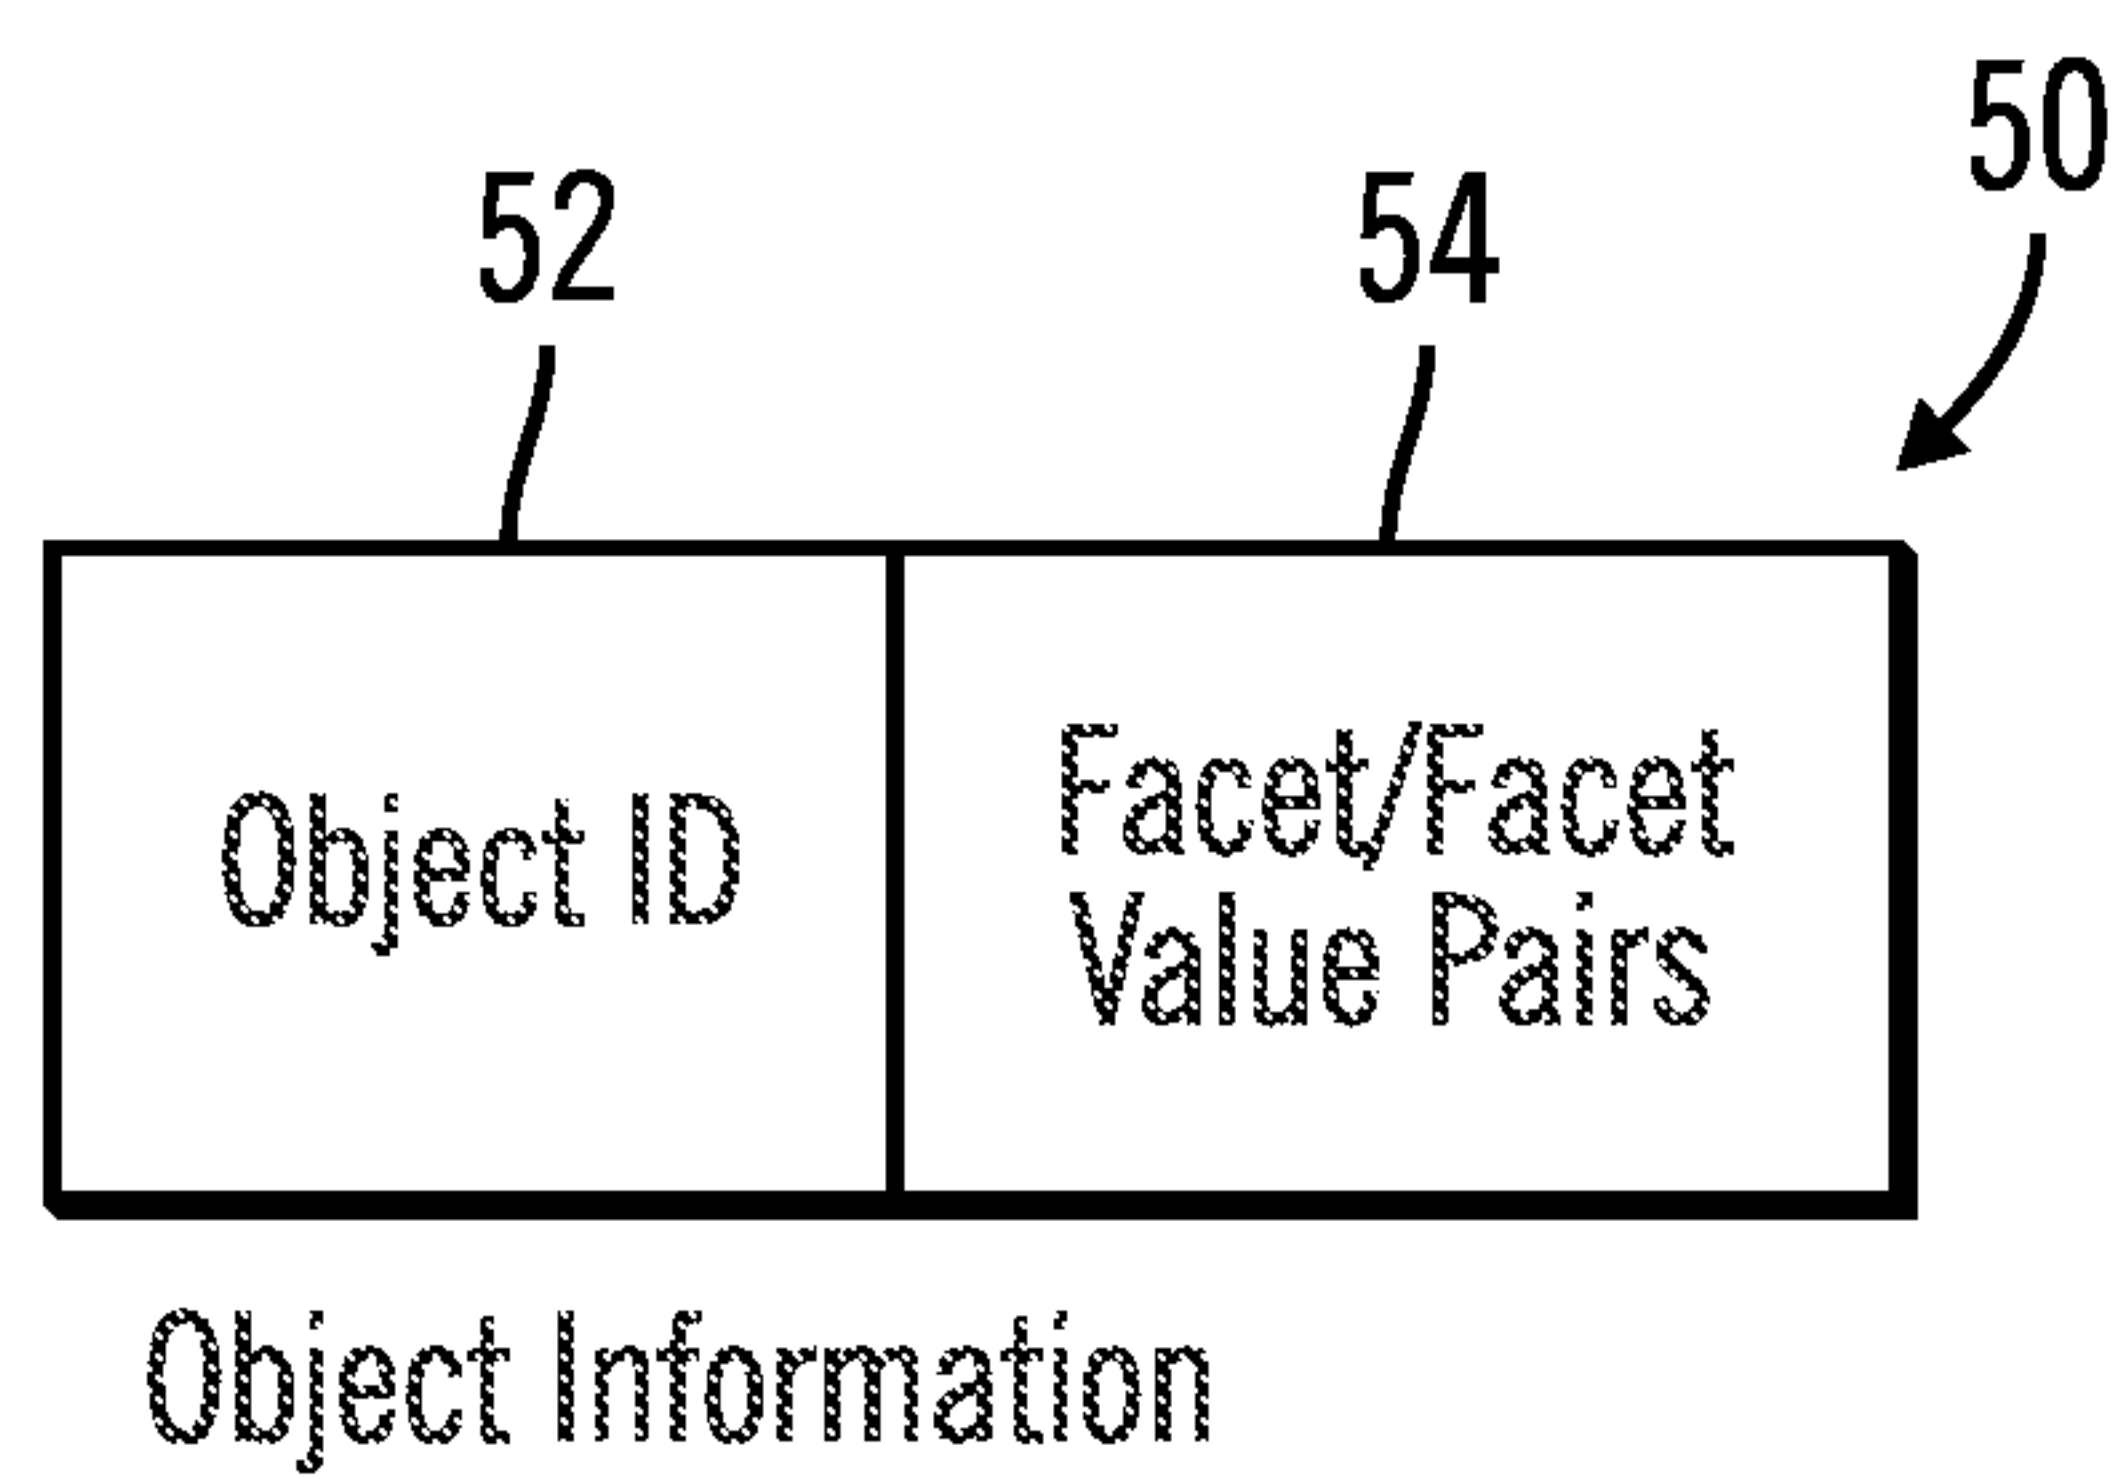 50
52
54
Object ID
Facet/Facet
Value Pairs
Object Information